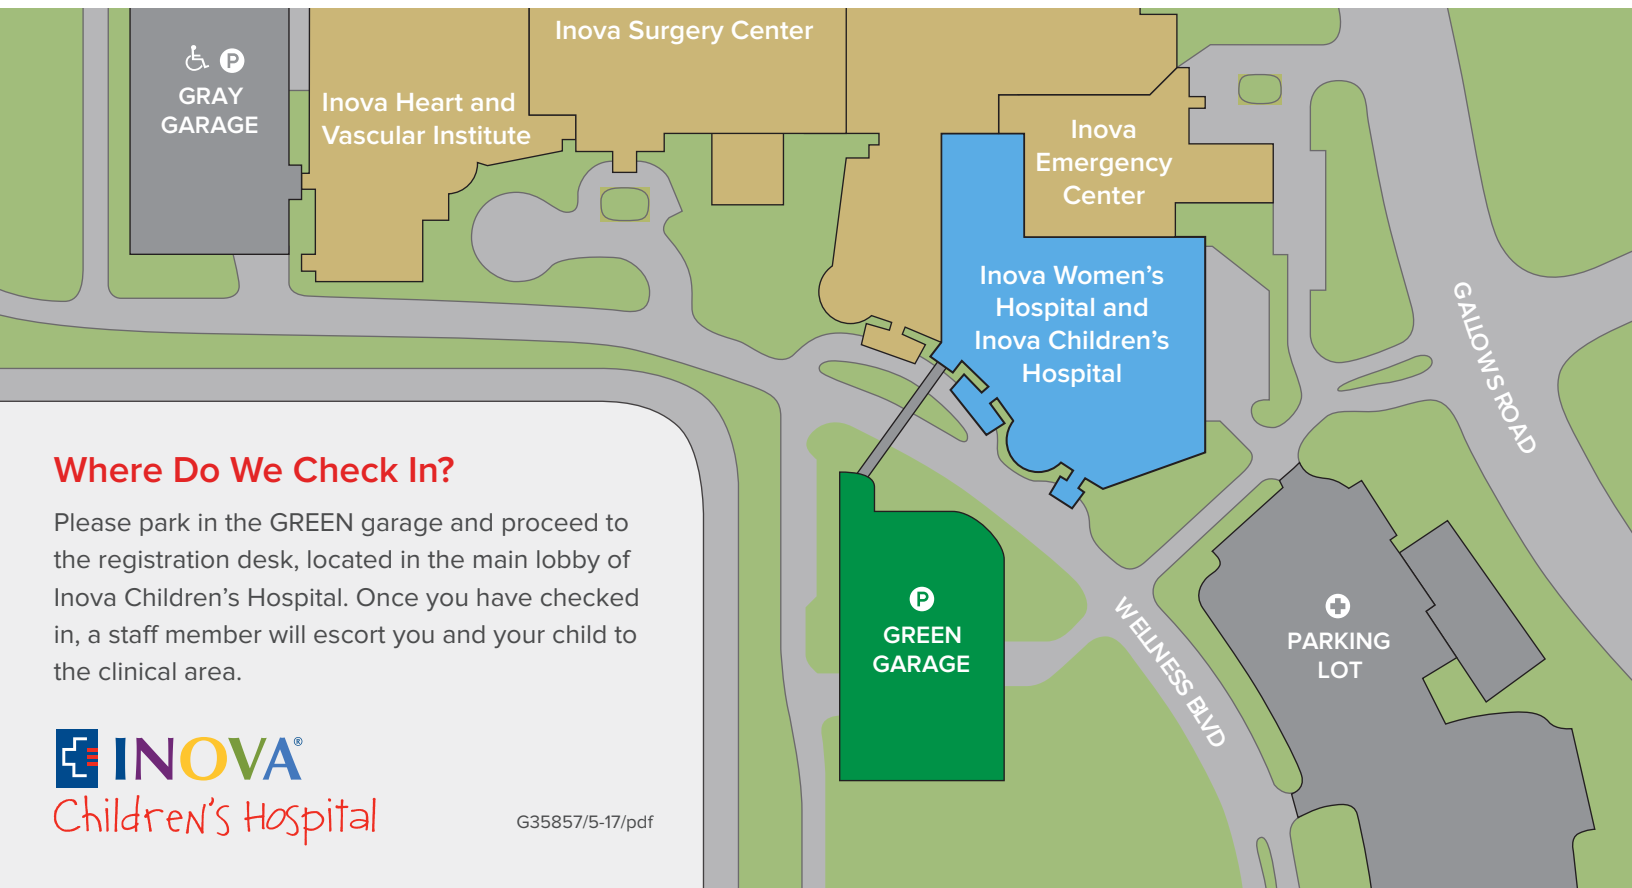 Inova Surgery Center
P
GRAY
GARAGE
Inova Heart and
Vascular Institute
Inova
Emergency
Center
Inova Women’s
Hospital and
Inova Children’s
Hospital
GALLOWS ROAD
Where Do We Check In?
Please park in the GREEN garage and proceed to
the registration desk, located in the main lobby of
Inova Children’s Hospital. Once you have checked
in, a staff member will escort you and your child to
the clinical area.
P
GREEN
GARAGE
WELLNESS BLVD
PARKING
LOT
INOVA®
Children's Hospital
G35857/5-17/pdf